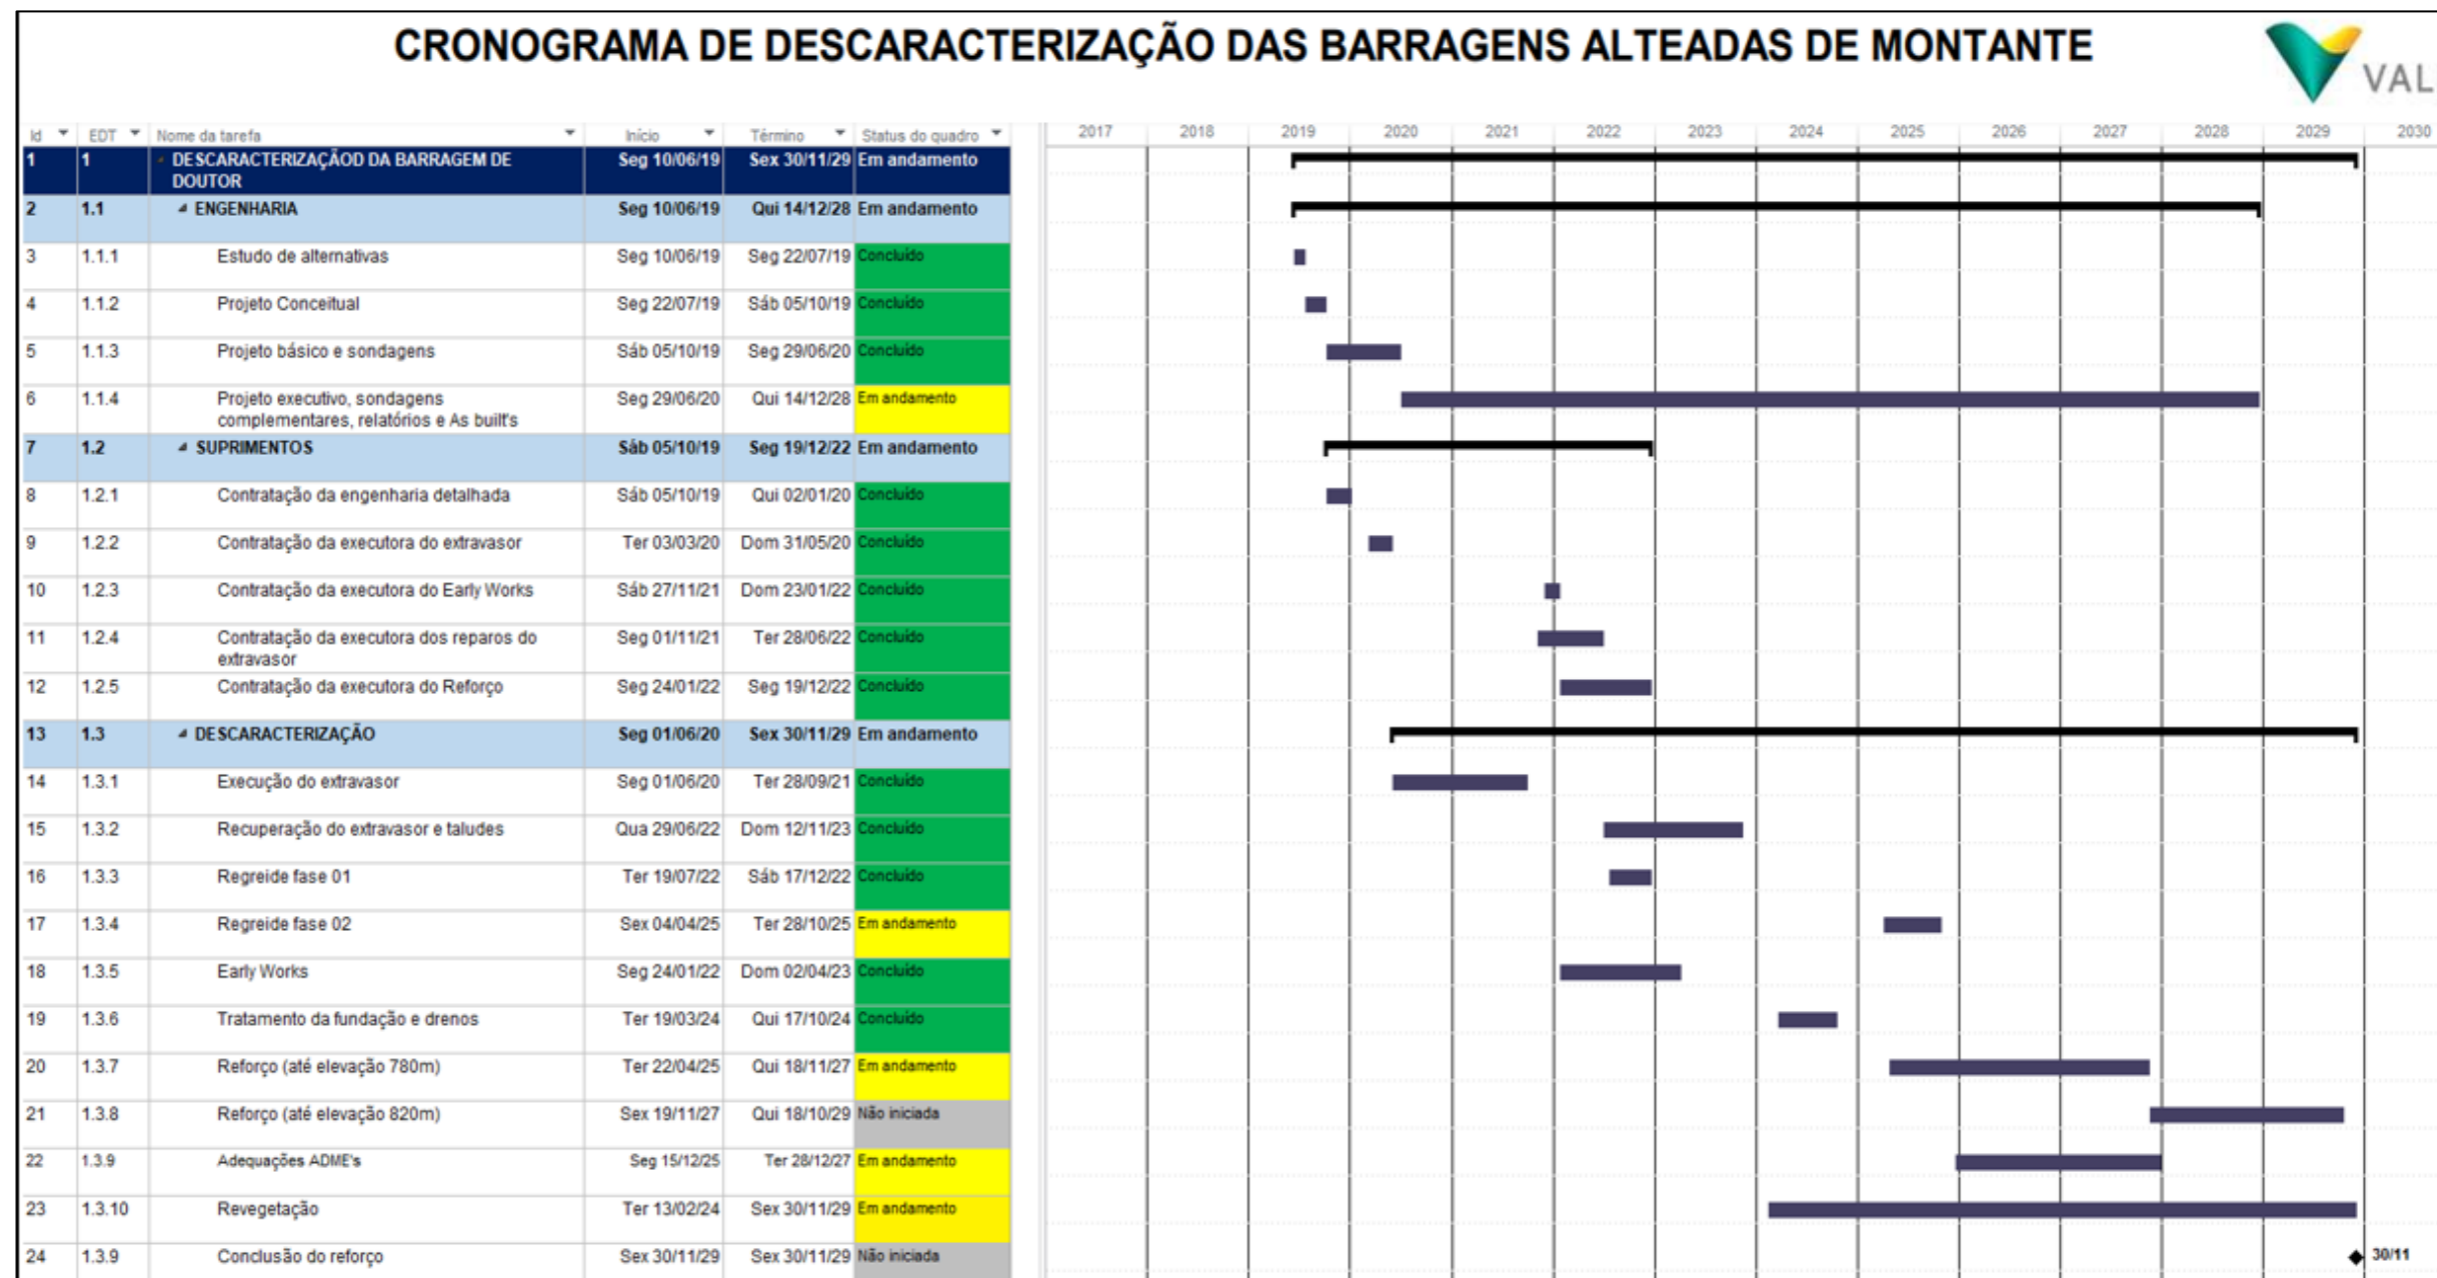 CRONOGRAMA DE DESCARACTERIZAÇÃO DAS BARRAGENS ALTEADAS DE MONTANTE
VAL
Id EDT Nome da tarefa Início Término Status do quadro 2017 2018 2019 2020 2021 2022 2023 2024 2025 2026 2027 2028 2029 2030
1 1 DESCARACTERIZAÇÃOD DA BARRAGEM DE Seg 10/06/19 Sex 30/11/29 Em andamento
DOUTOR
2 1.1 ENGENHARIA Seg 10/06/19 Qui 14/12/28 Em andamento
3 1.1.1 Estudo de alternativas Seg 10/06/19 Seg 22/07/19 Concluído
4 1.1.2 Projeto Conceitual Seg 22/07/19 Sáb 05/10/19 Concluído
5 1.1.3 Projeto básico e sondagens Sáb 05/10/19 Seg 29/06/20 Concluído
6 1.1.4 Projeto executivo, sondagens Seg 29/06/20 Qui 14/12/28 Em andamento
complementares, relatórios e As built's
7 1.2 SUPRIMENTOS Sáb 05/10/19 Seg 19/12/22 Em andamento
8 1.2.1 Contratação da engenharia detalhada Sáb 05/10/19 Qui 02/01/20 Concluído
9 1.2.2 Contratação da executora do extravasor Ter 03/03/20 Dom 31/05/20 Concluído
10 1.2.3 Contratação da executora do Early Works Sáb 27/11/21 Dom 23/01/22 Concluído
11 1.2.4 Contratação da executora dos reparos do Seg 01/11/21 Ter 28/06/22 Concluído
extravasor
12 1.2.5 Contratação da executora do Reforço Seg 24/01/22 Seg 19/12/22 Concluído
13 1.3 DESCARACTERIZAÇÃO Seg 01/06/20 Sex 30/11/29 Em andamento
14 1.3.1 Execução do extravasor Seg 01/06/20 Ter 28/09/21 Concluído
15 1.3.2 Recuperação do extravasor e taludes Qua 29/06/22 Dom 12/11/23 Concluído
16 1.3.3 Regreide fase 01 Ter 19/07/22 Sáb 17/12/22 Concluído
17 1.3.4 Regreide fase 02 Sex 04/04/25 Ter 28/10/25 Em andamento
18 1.3.5 Early Works Seg 24/01/22 Dom 02/04/23 Concluído
19 1.3.6 Tratamento da fundação e drenos Ter 19/03/24 Qui 17/10/24 Concluído
20 1.3.7 Reforço (até elevação 780m) Ter 22/04/25 Qui 18/11/27 Em andamento
21 1.3.8 Reforço (até elevação 820m) Sex 19/11/27 Qui 18/10/29 Não iniciada
22 1.3.9 Adequações ADME's Seg 15/12/25 Ter 28/12/27 Em andamento
23 1.3.10 Revegetação Ter 13/02/24 Sex 30/11/29 Em andamento
24 1.3.9 Conclusão do reforço Sex 30/11/29 Sex 30/11/29 Não iniciada 30/11